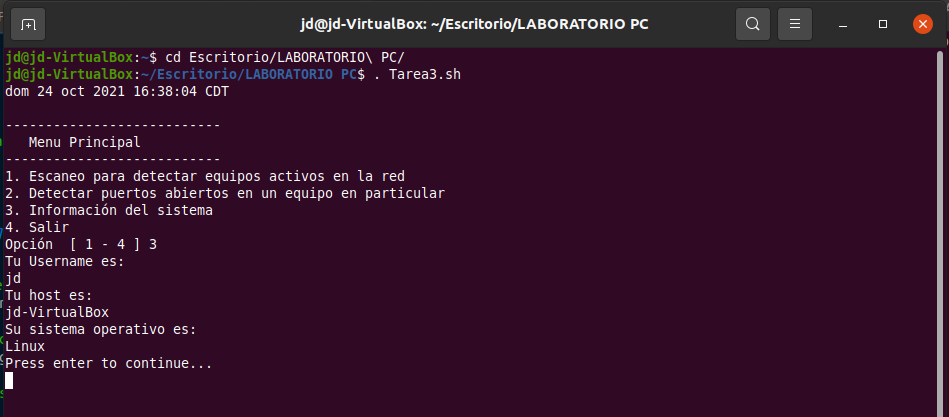 jd@jd-VirtualBox: ~/Escritorio/LABORATORIO PC
jd@jd-VirtualBox:~$ cd Escritorio/LABORATORIO\ PC/
jd@jd-VirtualBox:~/Escritorio/LABORATORIO PC$ . Tarea3.sh
dom 24 oct 2021 16:38:04 CDT
---------------------------
Menu Principal
---------------------------
1. Escaneo para detectar equipos activos en la red
2. Detectar puertos abiertos en un equipo en particular
3. Información del sistema
4. Salir
Opción  [ 1 - 4 ] 3
Tu Username es:
jd
Tu host es:
jd-VirtualBox
Su sistema operativo es:
Linux
Press enter to continue...